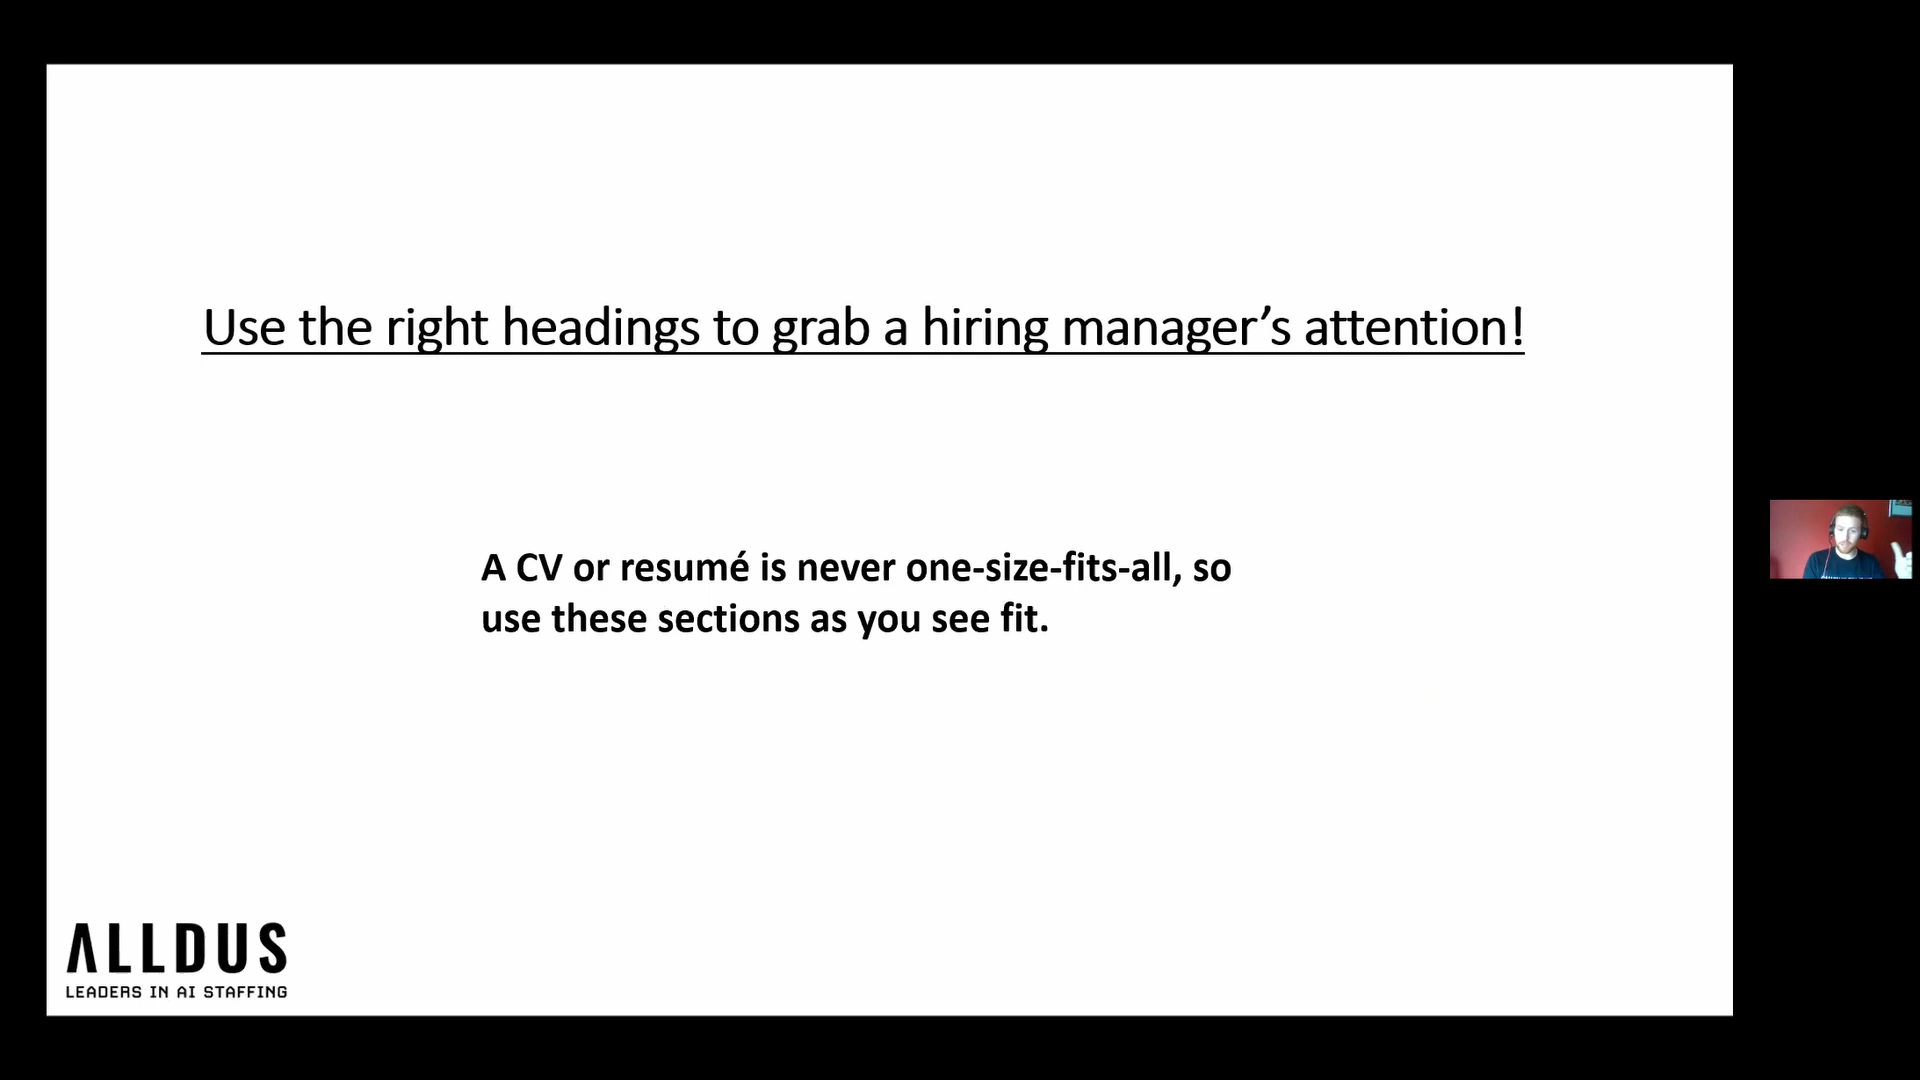 Use the right headings to grab a hiring manager’s attention!
A CV or resumé is never one-size-fits-all, so
use these sections as you see fit.
ALLDUS
LEADERS IN AI STAFFING